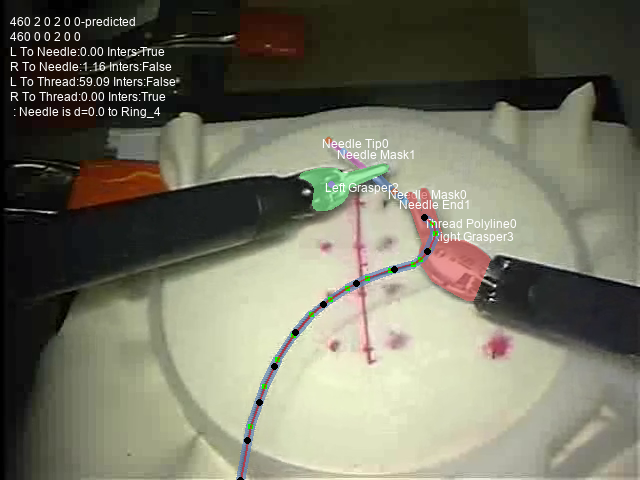 460 2 0 2 0 0-predicted
460 0 0 2 0 0
L To Needle:0.00 Inters:True
R To Needle:1.16 Inters:False
L To Thread:59.09 Inters:False
R To Thread:0.00 Inters:True
: Needle is d=0.0 to Ring_4
Needle Tip0
Needle Mask1
Left Grasper2
Needle Mask0
Needle End1
Thread Polyline0
Right Grasper3